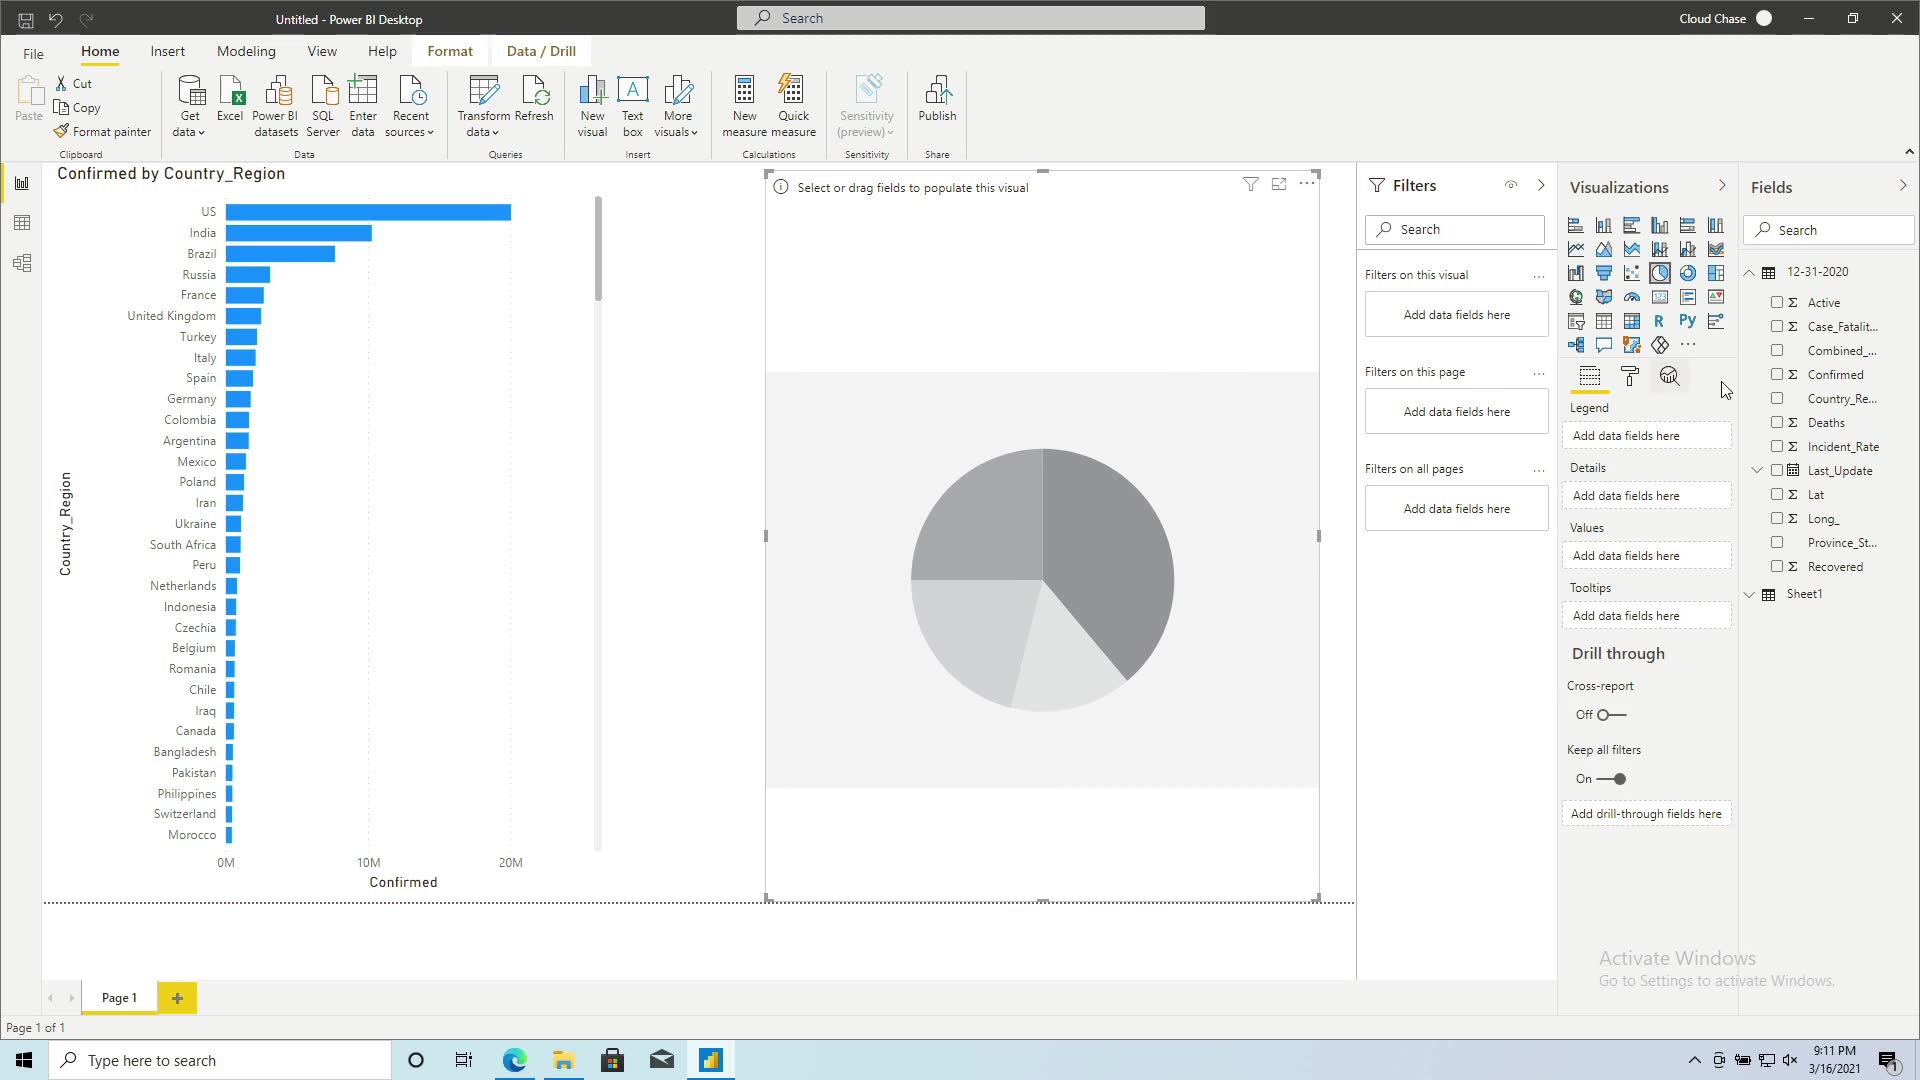 Untitled - Power BI Desktop
Search
Cloud Chase
File
Home
Insert
Modeling
View
Help
Format
Data / Drill
Paste
Cut
Copy
Format painter
Clipboard
Get data
Excel
Power BI datasets
SQL Server
Enter data
Recent sources
Data
Transform data
Refresh
Queries
New visual
Text box
More visuals
Insert
New measure
Quick measure
Calculations
Sensitivity (preview)
Sensitivity
Publish
Share
Confirmed by Country_Region
US
India
Brazil
Russia
France
United Kingdom
Turkey
Italy
Spain
Germany
Colombia
Argentina
Mexico
Poland
Iran
Ukraine
South Africa
Peru
Netherlands
Indonesia
Czechia
Belgium
Romania
Chile
Iraq
Canada
Bangladesh
Pakistan
Philippines
Switzerland
Morocco
Country_Region
0M
10M
20M
Confirmed
Select or drag fields to populate this visual
Filters
Search
Filters on this visual
Add data fields here
Filters on this page
Add data fields here
Filters on all pages
Add data fields here
Visualizations
123
R
Py
Legend
Add data fields here
Details
Add data fields here
Values
Add data fields here
Tooltips
Add data fields here
Drill through
Cross-report
Off
Keep all filters
On
Add drill-through fields here
Fields
Search
12-31-2020
Σ Active
Σ Case_Fatalit...
Combined_...
Σ Confirmed
Country_Re...
Σ Deaths
Σ Incident_Rate
Last_Update
Σ Lat
Σ Long_
Province_St...
Σ Recovered
Sheet1
Activate Windows
Go to Settings to activate Windows.
Page 1
+
Page 1 of 1
Type here to search
9:11 PM
3/16/2021
1